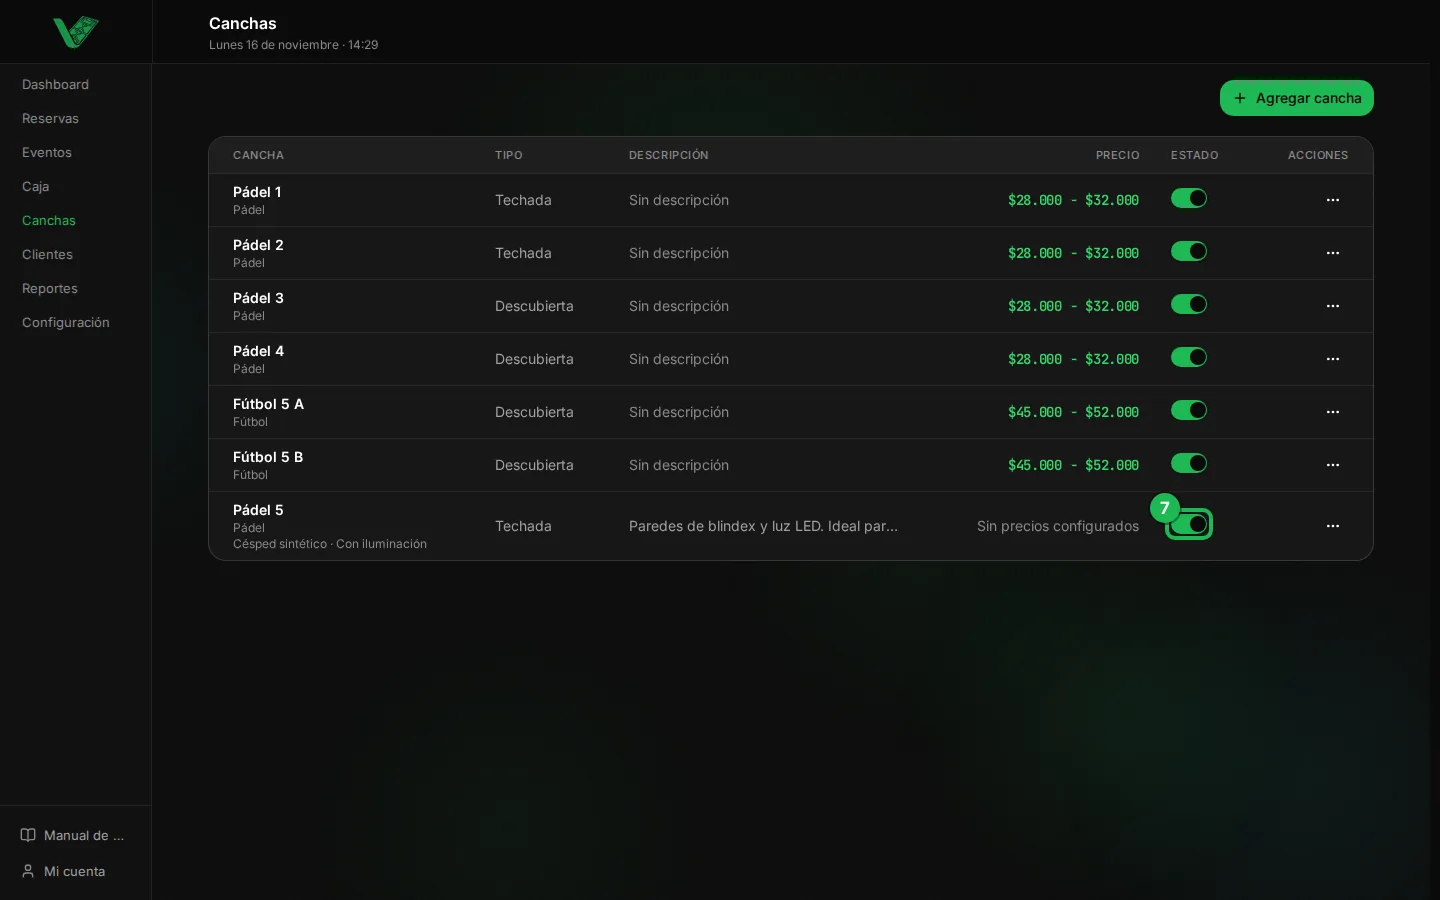 Canchas
Lunes 16 de noviembre · 14:29
Dashboard
Reservas
Eventos
Caja
Canchas
Clientes
Reportes
Configuración
Manual de ...
Mi cuenta
+ Agregar cancha
CANCHA TIPO DESCRIPCIÓN PRECIO ESTADO ACCIONES
Pádel 1
Pádel
Techada Sin descripción $28.000 - $32.000
Pádel 2
Pádel
Techada Sin descripción $28.000 - $32.000
Pádel 3
Pádel
Descubierta Sin descripción $28.000 - $32.000
Pádel 4
Pádel
Descubierta Sin descripción $28.000 - $32.000
Fútbol 5 A
Fútbol
Descubierta Sin descripción $45.000 - $52.000
Fútbol 5 B
Fútbol
Descubierta Sin descripción $45.000 - $52.000
Pádel 5
Pádel
Césped sintético · Con iluminación
Techada Paredes de blindex y luz LED. Ideal par... Sin precios configurados
7